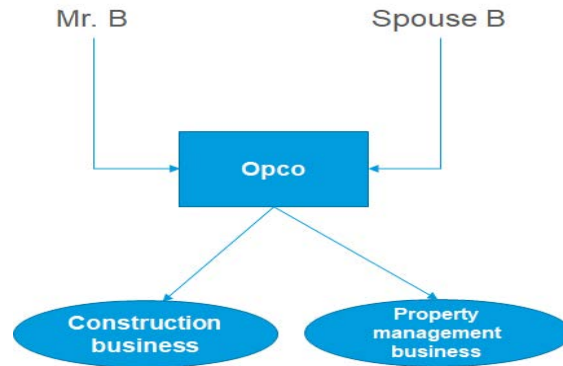 Mr. B
Spouse B
Opco
Construction
business
Property
management
business